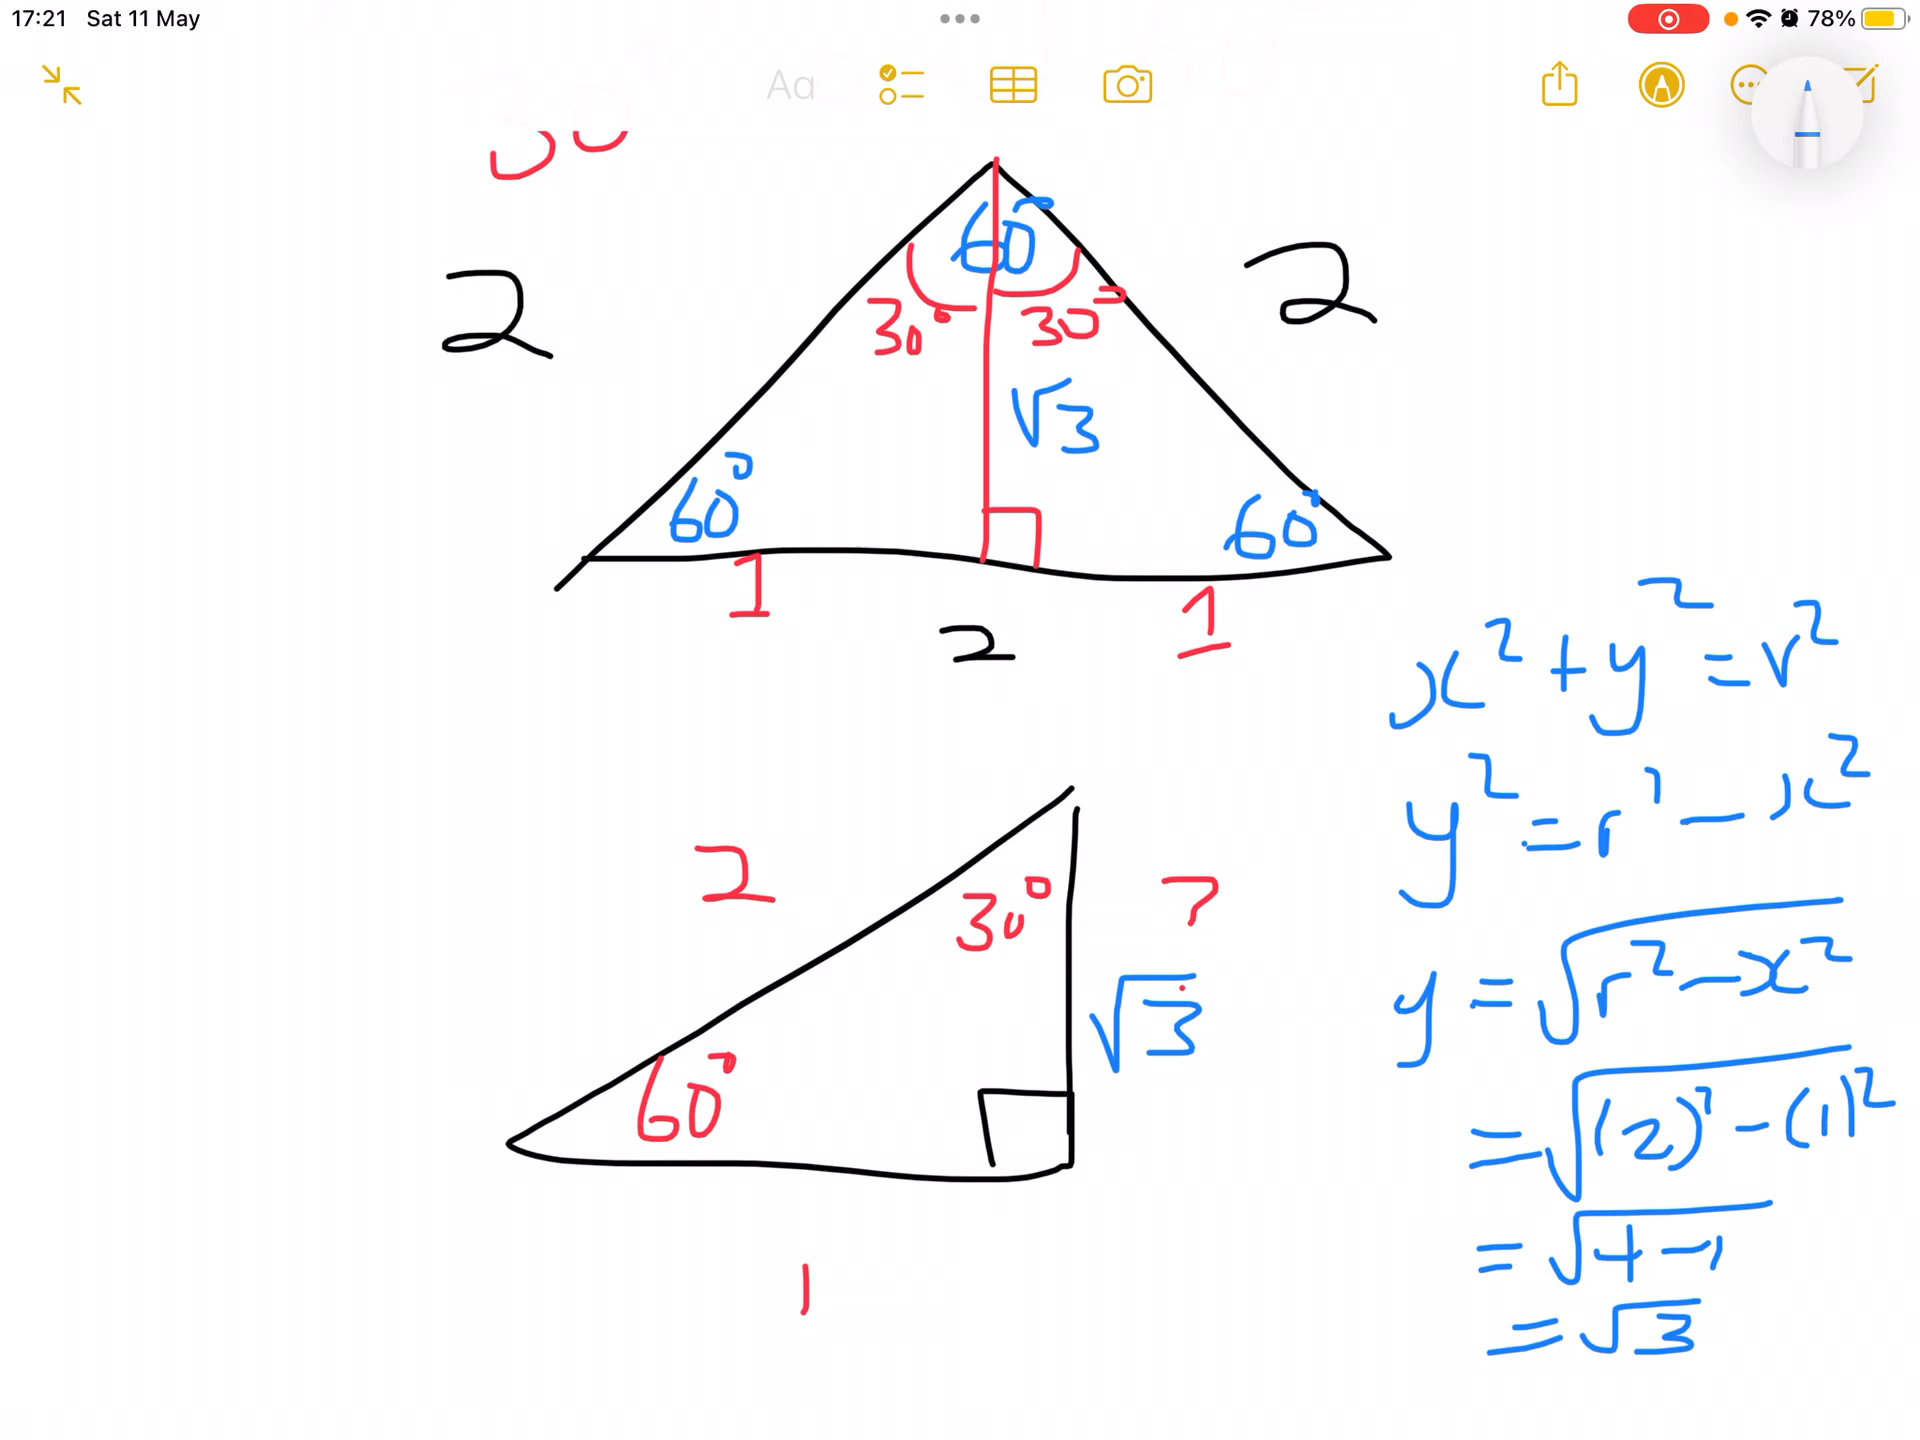 17:21 Sat 11 May
78%
Aa
30
60°
2
2
30° 30°
√3
60°
60°
1
1
2
x² + y² = r²
y² = r² - x²
2
30°
?
√3
y = √r² - x²
60°
= √(2)² - (1)²
= √4 - 1
1
= √3